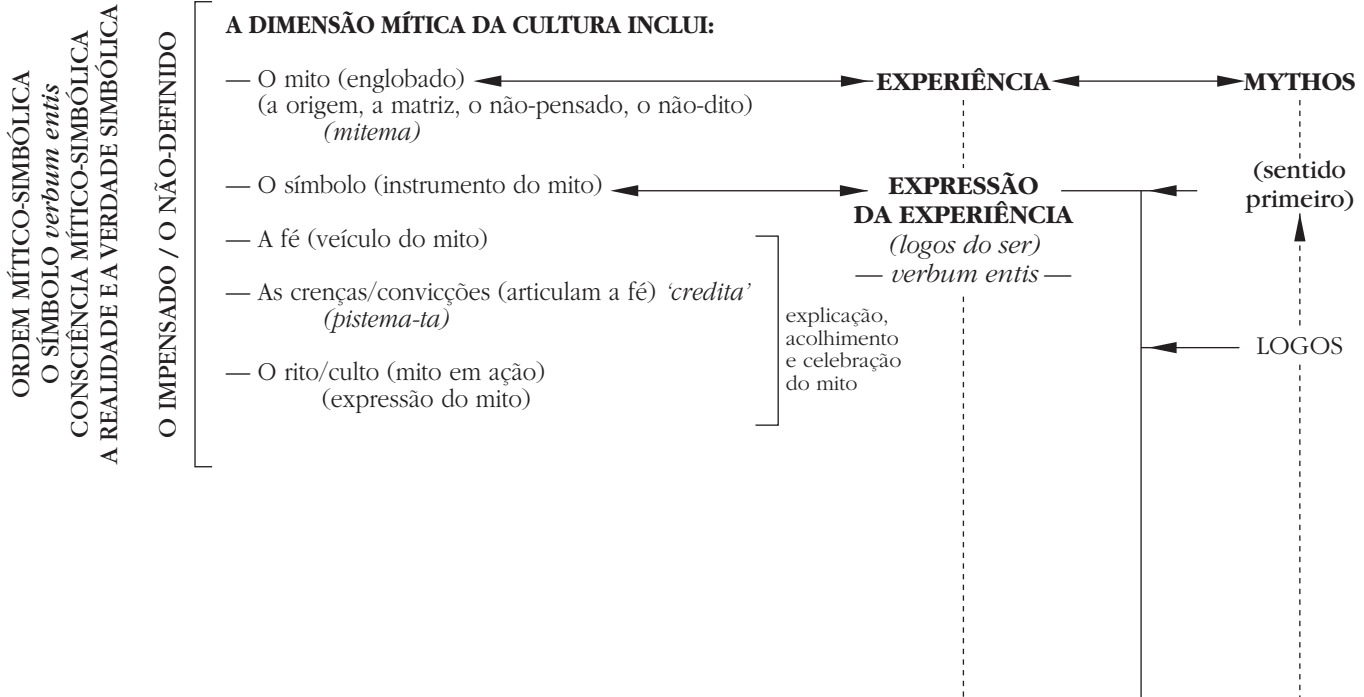 ORDEM MÍTICO-SIMBÓLICA
O SÍMBOLO verbum entis
CONSCIÊNCIA MÍTICO-SIMBÓLICA
A REALIDADE E A VERDADE SIMBÓLICA
O IMPENSADO / O NÃO-DEFINIDO
A DIMENSÃO MÍTICA DA CULTURA INCLUI:
— O mito (englobado)
(a origem, a matriz, o não-pensado, o não-dito)
(mitema)
— O símbolo (instrumento do mito)
— A fé (veículo do mito)
— As crenças/convicções (articulam a fé) ‘credita’
(pistema-ta)
— O rito/culto (mito em ação)
(expressão do mito)
explicação,
acolhimento
e celebração
do mito
EXPERIÊNCIA
EXPRESSÃO
DA EXPERIÊNCIA
(logos do ser)
— verbum entis —
MYTHOS
(sentido
primeiro)
LOGOS